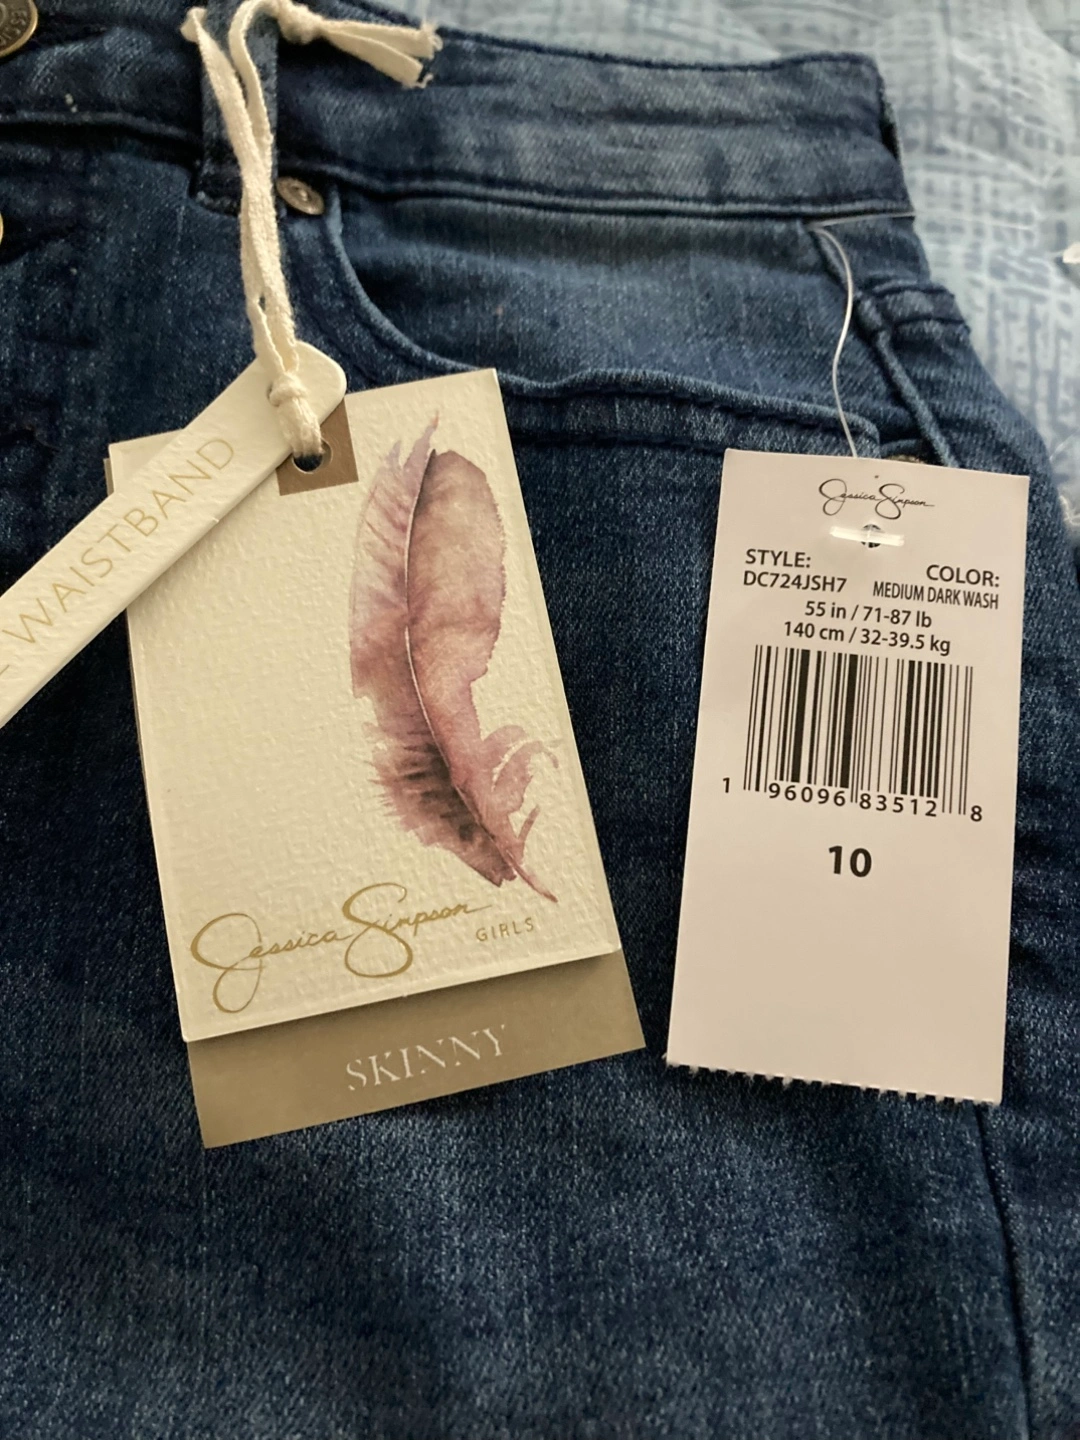 WAISTBAND
Jessica Simpson
GIRLS
SKINNY
Jessica Simpson
STYLE:
DC724JSH7
COLOR:
MEDIUM DARK WASH
55 in / 71-87 lb
140 cm / 32-39.5 kg
1 96096 83512 8
10